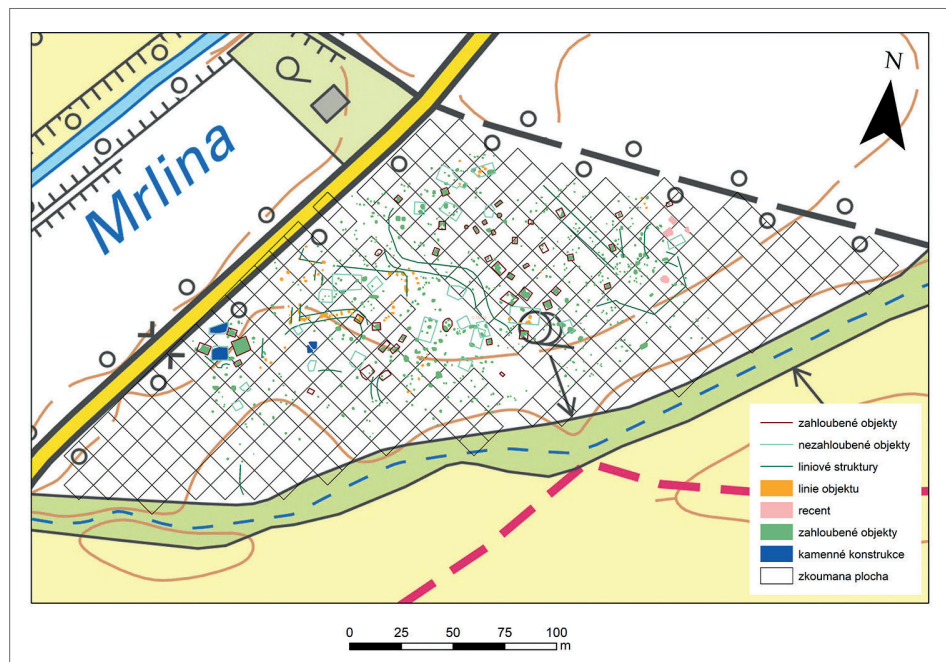 N
Mrlina
zahloubené objekty
nezahloubené objekty
liniové struktury
linie objektu
recent
zahloubené objekty
kamenné konstrukce
zkoumana plocha
0 25 50 75 100
m